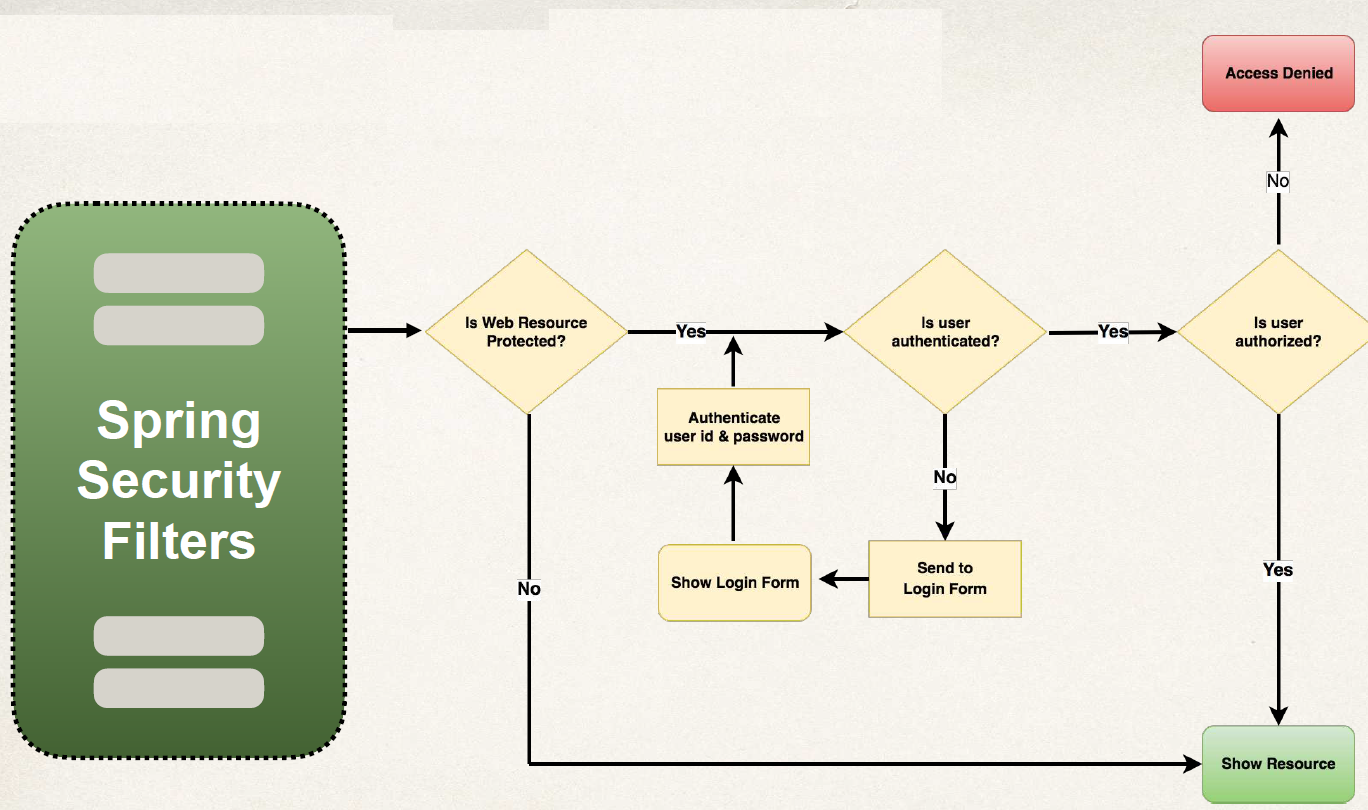 Access Denied
No
Spring
Security
Filters
Is Web Resource
Protected?
Yes
Is user
authenticated?
Yes
Is user
authorized?
Authenticate
user id & password
No
Show Login Form
Send to
Login Form
No
Yes
Show Resource